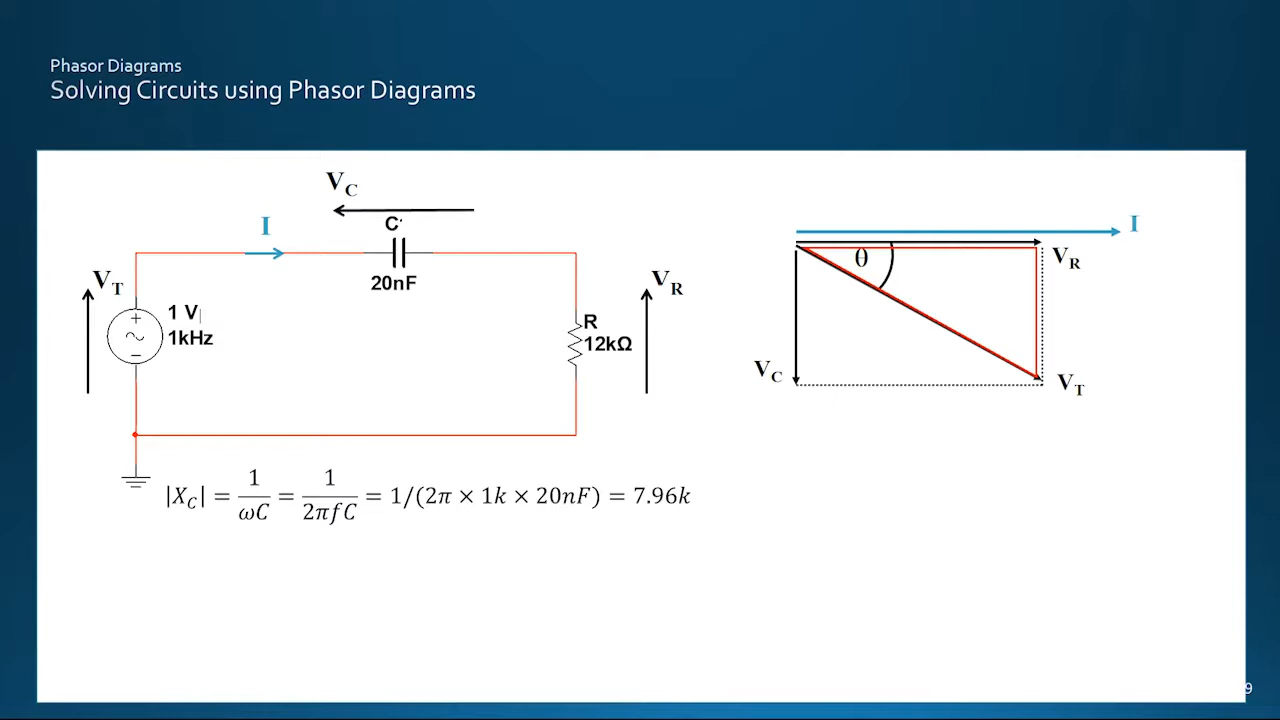 Phasor Diagrams
Solving Circuits using Phasor Diagrams
V_C
I
C
20nF
V_T
1 V
1kHz
+
~
−
R
12kΩ
V_R
I
V_R
θ
V_C
V_T
|X_C| = 1/ωC = 1/2πfC = 1/(2π × 1k × 20nF) = 7.96k
9